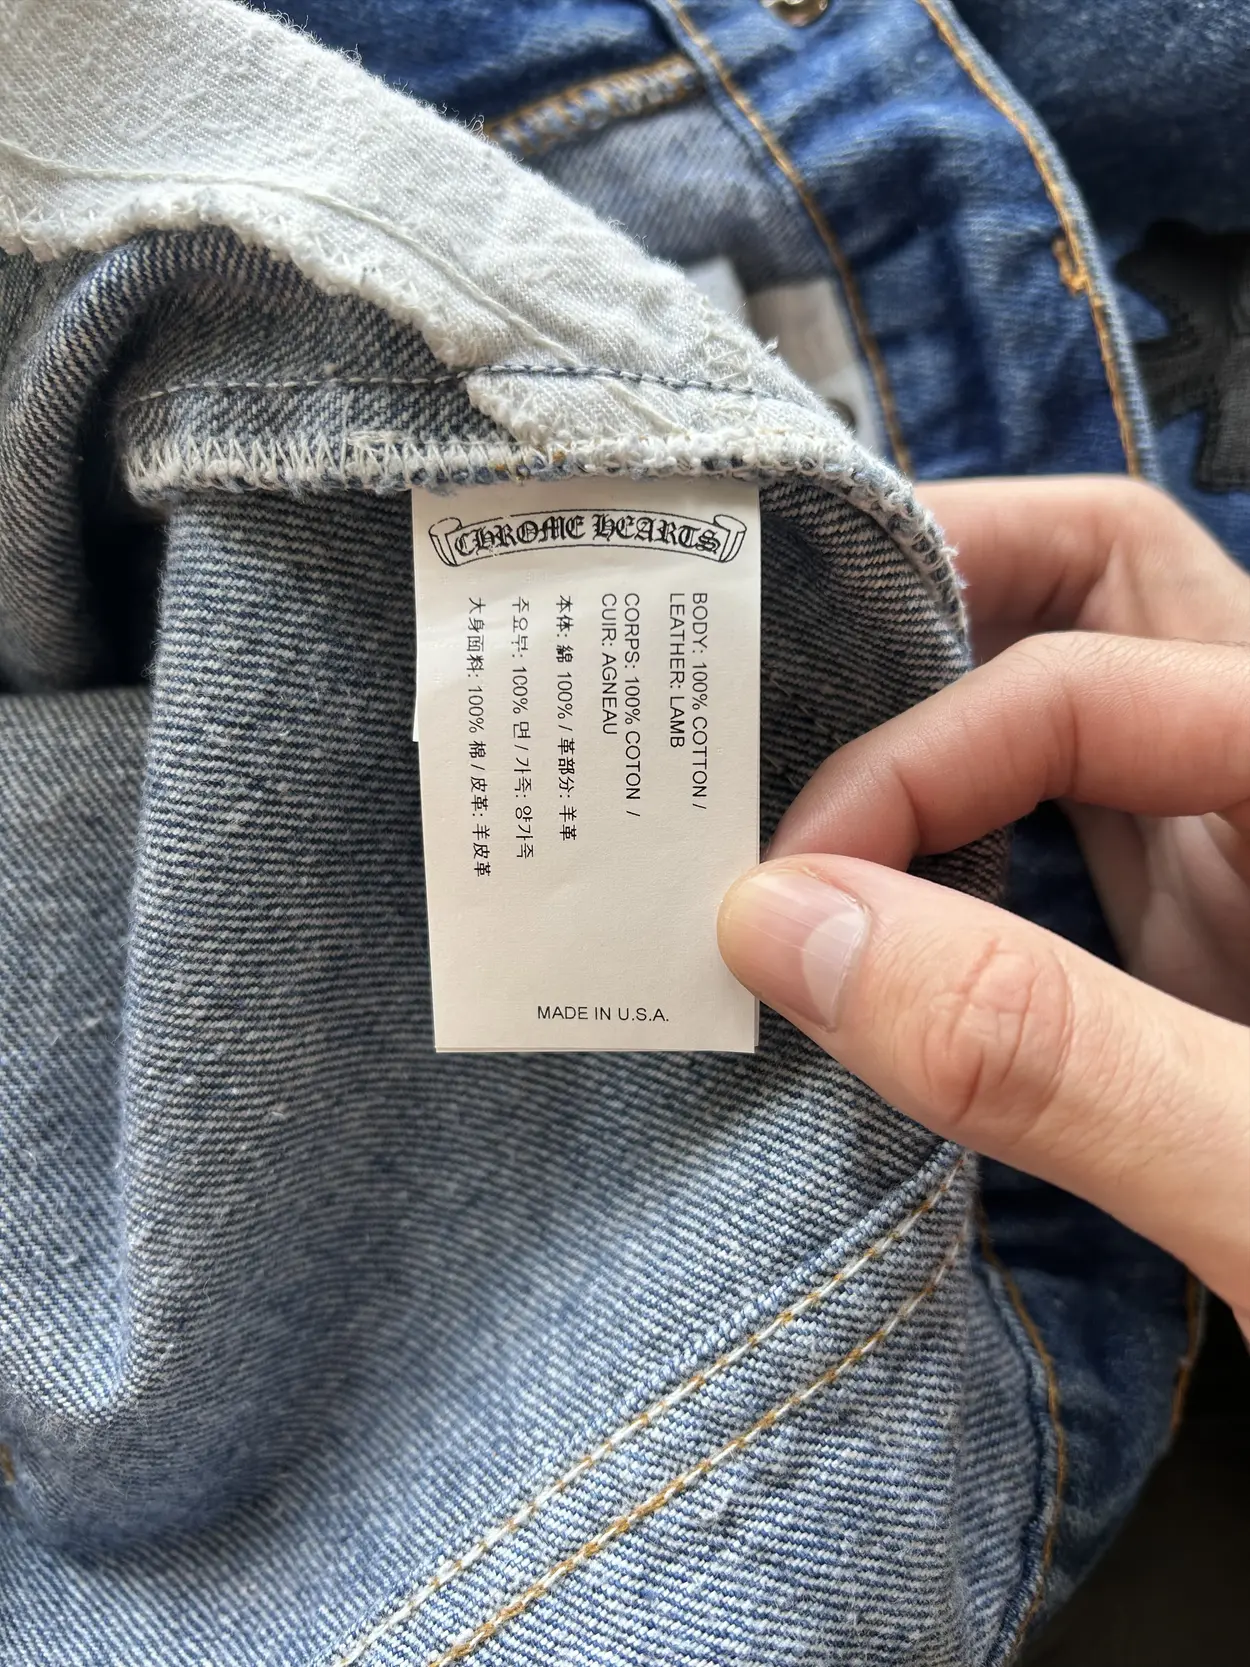 CHROME HEARTS
BODY: 100% COTTON /
LEATHER: LAMB
CORPS: 100% COTON /
CUIR: AGNEAU
本体: 綿 100% / 革部分: 羊革
주요부: 100% 면 / 가죽: 양가죽
大身面料: 100% 棉 / 皮革: 羊皮革
MADE IN U.S.A.